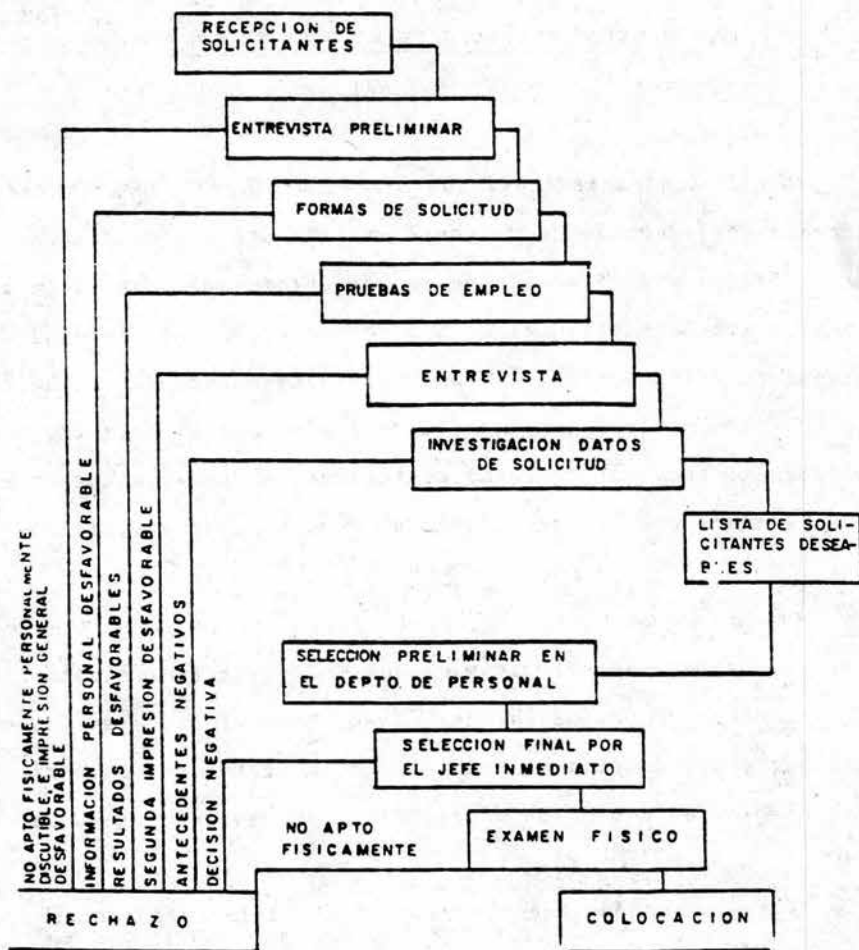 RECEPCION DE
SOLICITANTES
ENTREVISTA PRELIMINAR
FORMAS DE SOLICITUD
PRUEBAS DE EMPLEO
ENTREVISTA
INVESTIGACION DATOS
DE SOLICITUD
LISTA DE SOLI-
CITANTES DESEA-
B'.ES
SELECCION PRELIMINAR EN
EL DEPTO. DE PERSONAL
SELECCION FINAL POR
EL JEFE INMEDIATO
EXAMEN FISICO
NO APTO
FISICAMENTE
COLOCACION
RECHAZO
NO APTO FISICAMENTE, PERSONALMENTE
DISCUTIBLE, E IMPRESION GENERAL
DESFAVORABLE
INFORMACION PERSONAL DESFAVORABLE
RESULTADOS DESFAVORABLES
SEGUNDA IMPRESION DESFAVORABLE
ANTECEDENTES NEGATIVOS
DECISION NEGATIVA